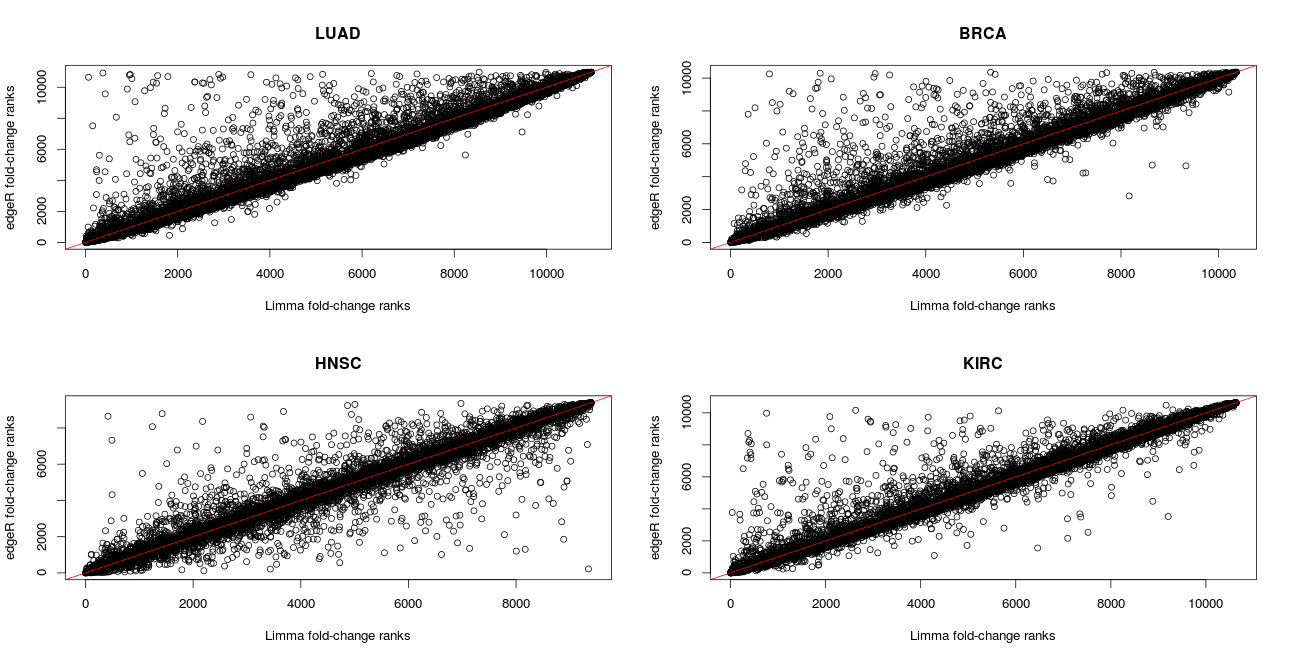 LUAD
edgeR fold-change ranks
10000
6000
2000
0
0 2000 4000 6000 8000 10000
Limma fold-change ranks
BRCA
edgeR fold-change ranks
10000
6000
2000
0
0 2000 4000 6000 8000 10000
Limma fold-change ranks
HNSC
edgeR fold-change ranks
6000
2000
0
0 2000 4000 6000 8000
Limma fold-change ranks
KIRC
edgeR fold-change ranks
10000
6000
2000
0
0 2000 4000 6000 8000 10000
Limma fold-change ranks